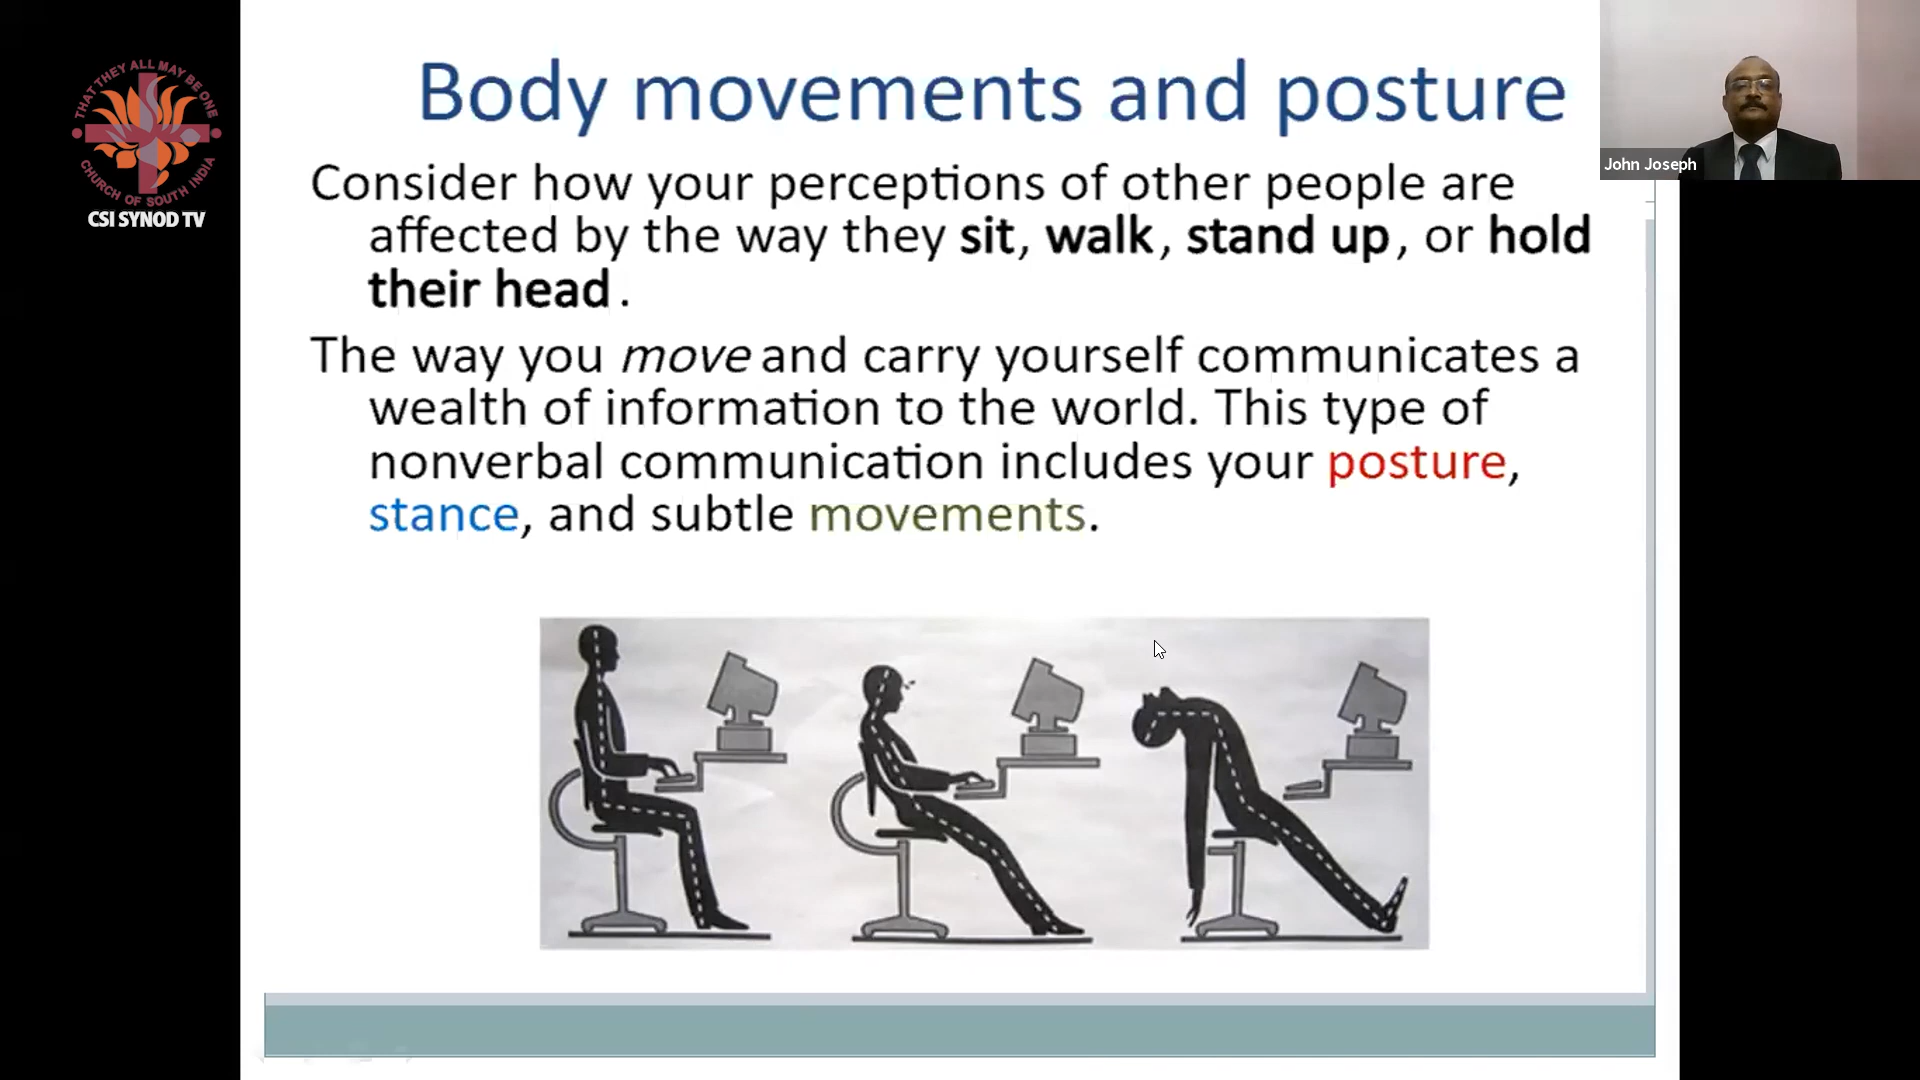 THAT THEY ALL MAY BE ONE
CHURCH OF SOUTH INDIA
CSI SYNOD TV
Body movements and posture
John Joseph
Consider how your perceptions of other people are
affected by the way they sit, walk, stand up, or hold
their head.
The way you move and carry yourself communicates a
wealth of information to the world. This type of
nonverbal communication includes your posture,
stance, and subtle movements.